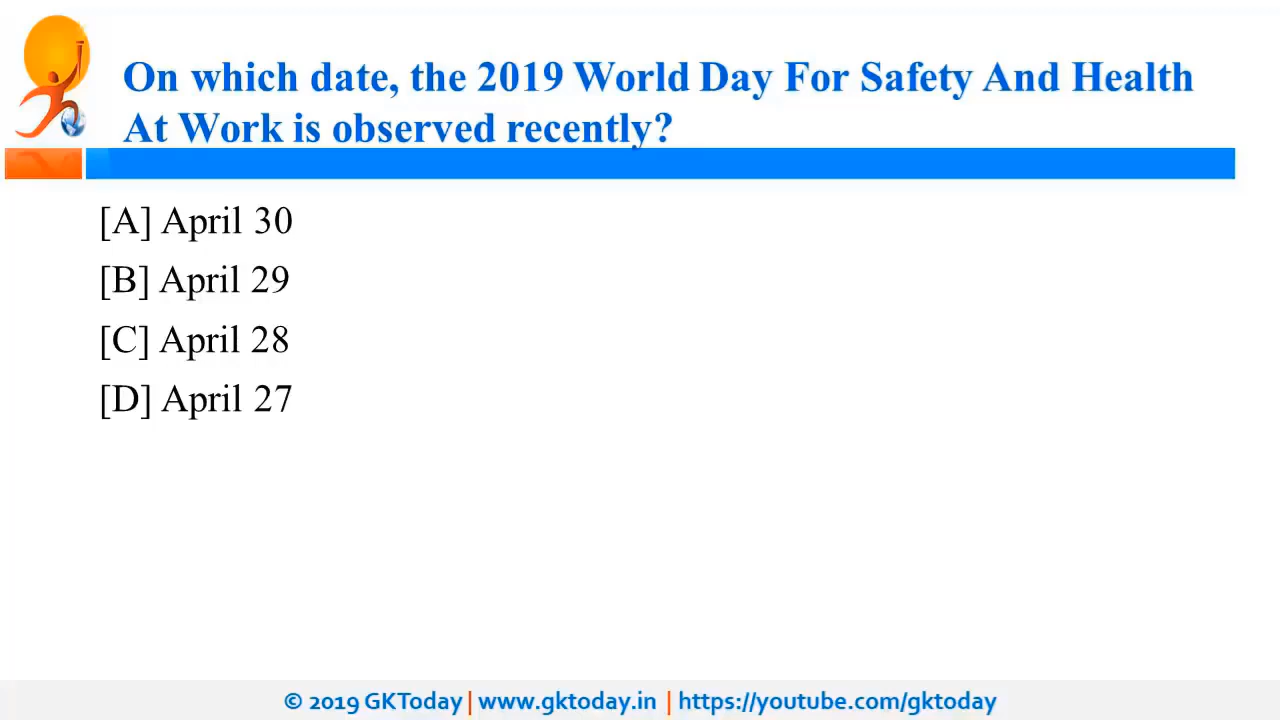 On which date, the 2019 World Day For Safety And Health
At Work is observed recently?
[A] April 30
[B] April 29
[C] April 28
[D] April 27
© 2019 GKToday | www.gktoday.in | https://youtube.com/gktoday